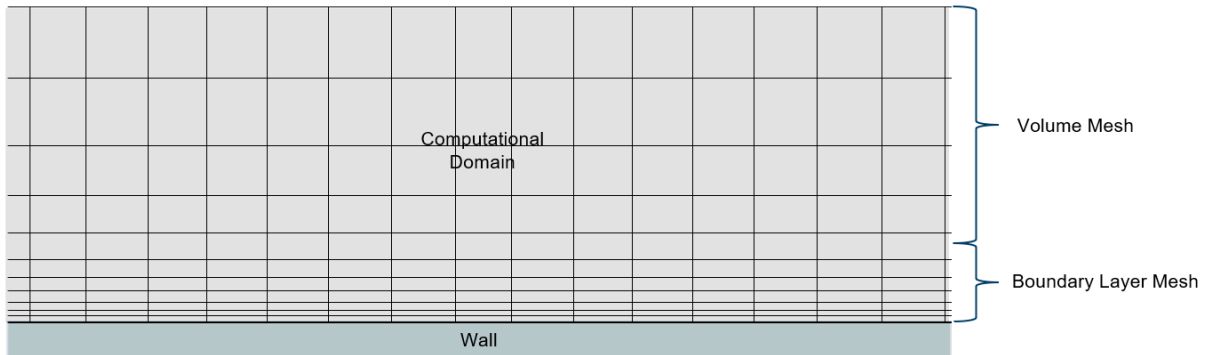 Computational
Domain
Volume Mesh
Boundary Layer Mesh
Wall